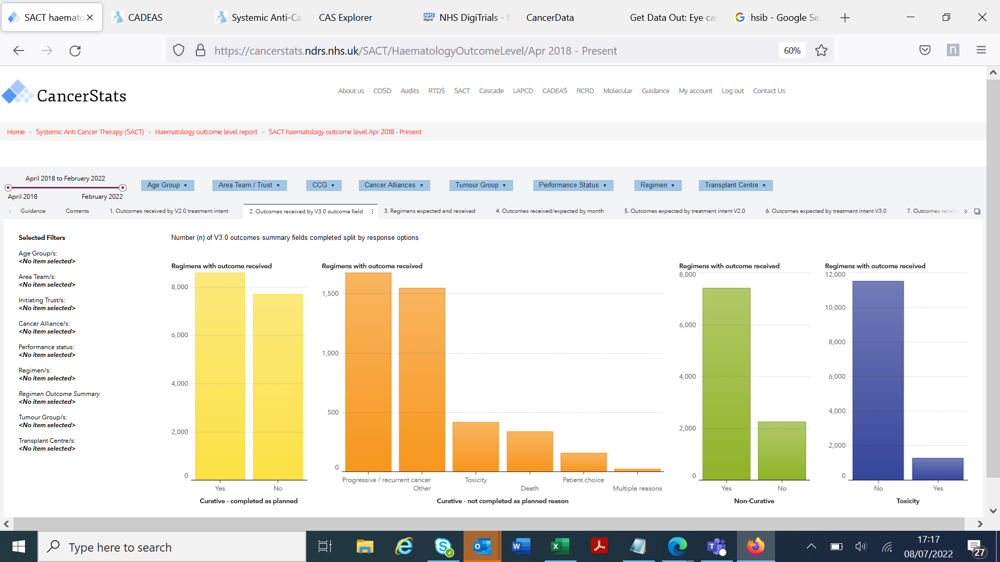 SACT haemato
CADEAS
Systemic Anti-Ca
CAS Explorer
NHS Digital
NHS DigiTrials -
CancerData
Get Data Out: Eye ca
hsib - Google Se
https://cancerstats.ndrs.nhs.uk/SACT/HaematologyOutcomeLevel/Apr 2018 - Present
60%
n
CancerStats
About us COSD Audits RTDS SACT Cascade LAPCD CADEAS RCRD Molecular Guidance My account Log out Contact Us
Home » Systemic Anti Cancer Therapy (SACT) » Haematology outcome level report » SACT haematology outcome level Apr 2018 - Present
April 2018 to February 2022
April 2018 February 2022
Age Group ▼ Area Team / Trust ▼ CCG ▼ Cancer Alliances ▼ Tumour Group ▼ Performance Status ▼ Regimen ▼ Transplant Centre ▼
Guidance Contents 1. Outcomes received by V2.0 treatment intent 2. Outcomes received by V3.0 outcome field 3. Regimens expected and received 4. Outcomes received/expected by month 5. Outcomes expected by treatment intent V2.0 6. Outcomes expected by treatment intent V3.0 7. Outcomes receive
Selected Filters
Age Group/s:
<No item selected>
Area Team/s:
<No item selected>
Initiating Trust/s:
<No item selected>
Cancer Alliance/s:
<No item selected>
Performance status:
<No item selected>
Regimen/s:
<No item selected>
Regimen Outcome Summary
<No item selected>
Tumour Group/s:
<No item selected>
Transplant Centre/s:
<No item selected>
Number (n) of V3.0 outcomes summary fields completed split by response options
Regimens with outcome received
8,000
6,000
4,000
2,000
0
Yes No
Curative - completed as planned
Regimens with outcome received
1,500
1,000
500
0
Progressive / recurrent cancer
Other
Toxicity
Death
Patient choice
Multiple reasons
Curative - not completed as planned reason
Regimens with outcome received
8,000
6,000
4,000
2,000
0
Yes No
Non-Curative
Regimens with outcome received
12,000
10,000
8,000
6,000
4,000
2,000
0
No Yes
Toxicity
Type here to search
17:17
08/07/2022
27